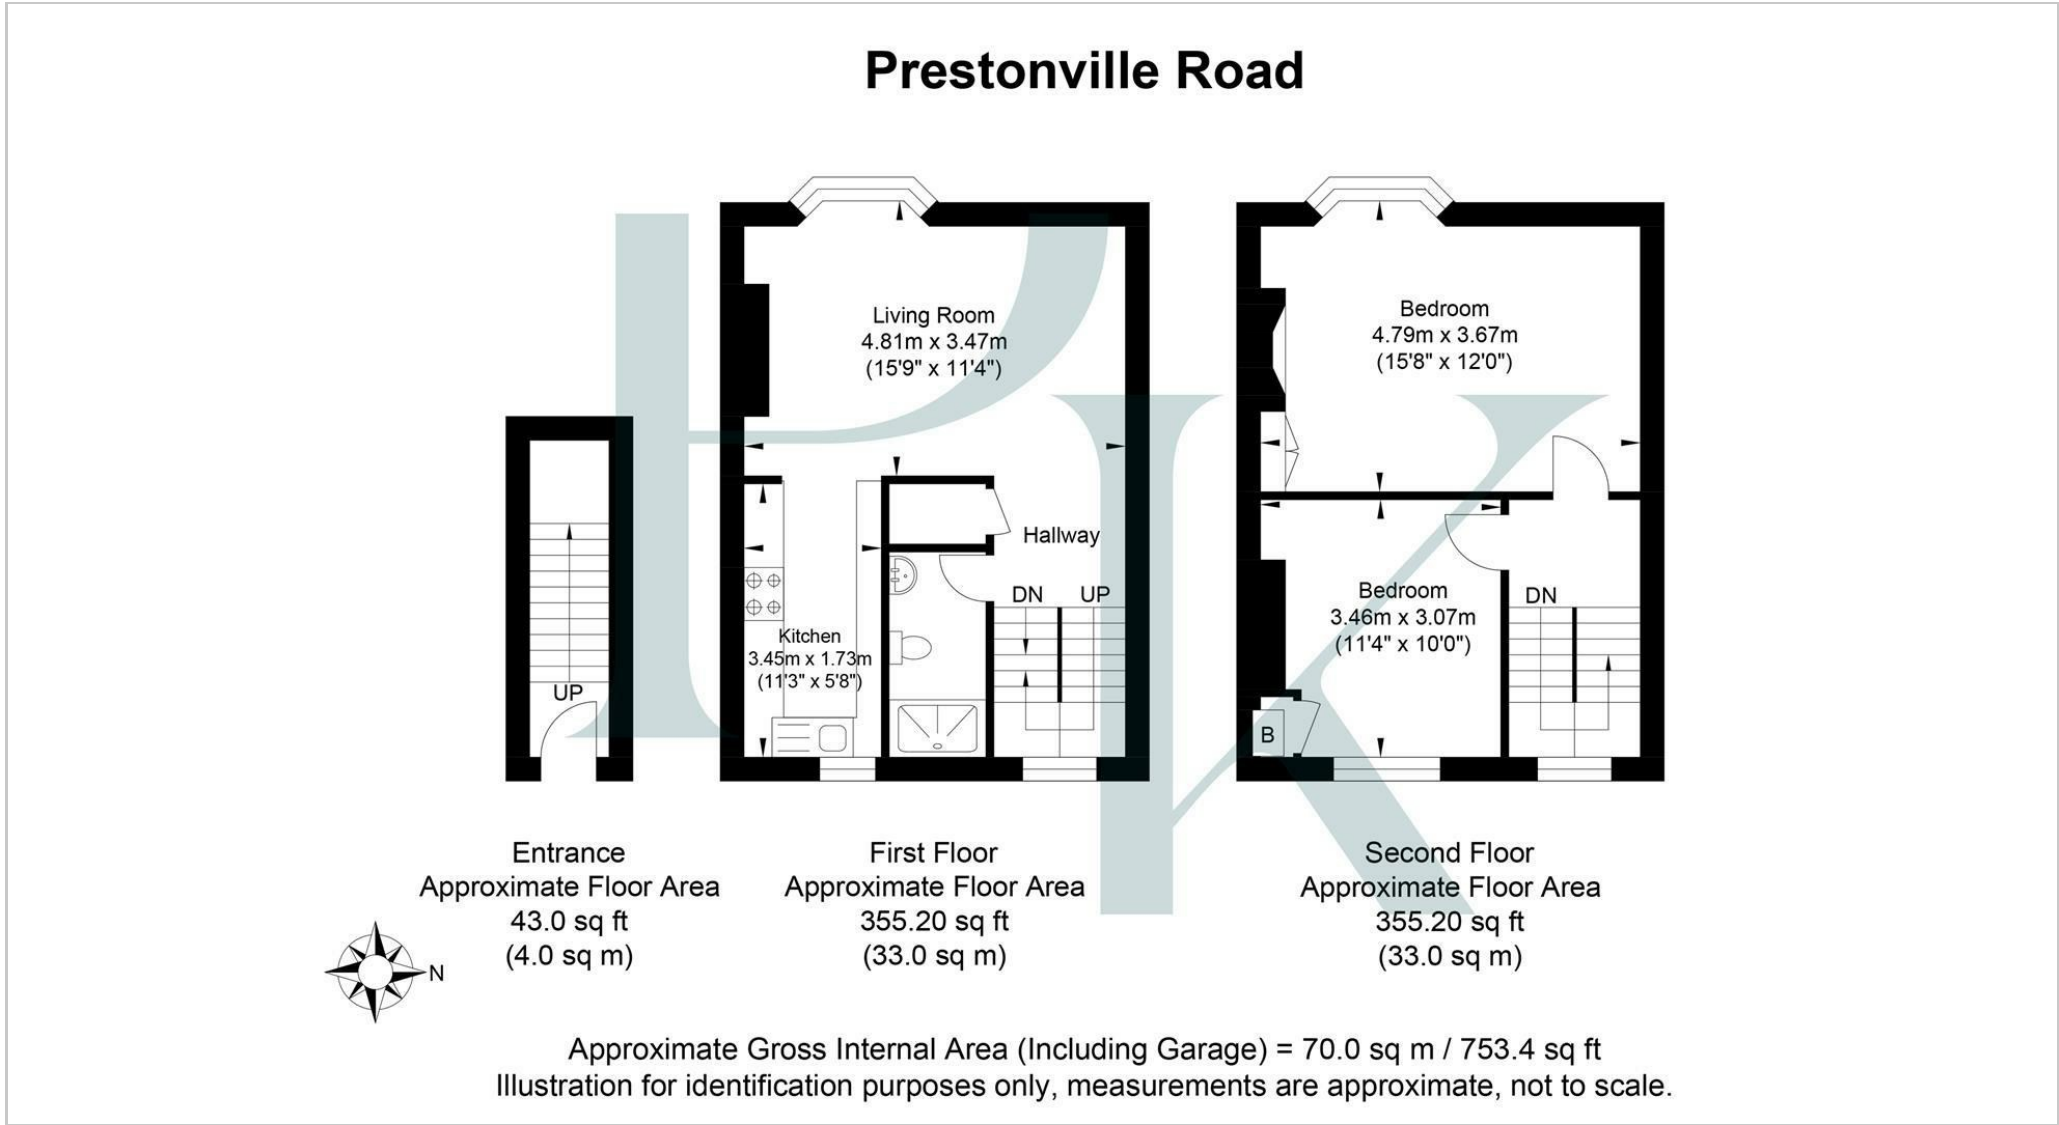 Prestonville Road
Living Room
4.81m x 3.47m
(15'9" x 11'4")
Bedroom
4.79m x 3.67m
(15'8" x 12'0")
Hallway
DN UP
Kitchen
3.45m x 1.73m
(11'3" x 5'8")
Bedroom
3.46m x 3.07m
(11'4" x 10'0")
DN
UP
B
Entrance
Approximate Floor Area
43.0 sq ft
(4.0 sq m)
First Floor
Approximate Floor Area
355.20 sq ft
(33.0 sq m)
Second Floor
Approximate Floor Area
355.20 sq ft
(33.0 sq m)
N
Approximate Gross Internal Area (Including Garage) = 70.0 sq m / 753.4 sq ft
Illustration for identification purposes only, measurements are approximate, not to scale.
PK